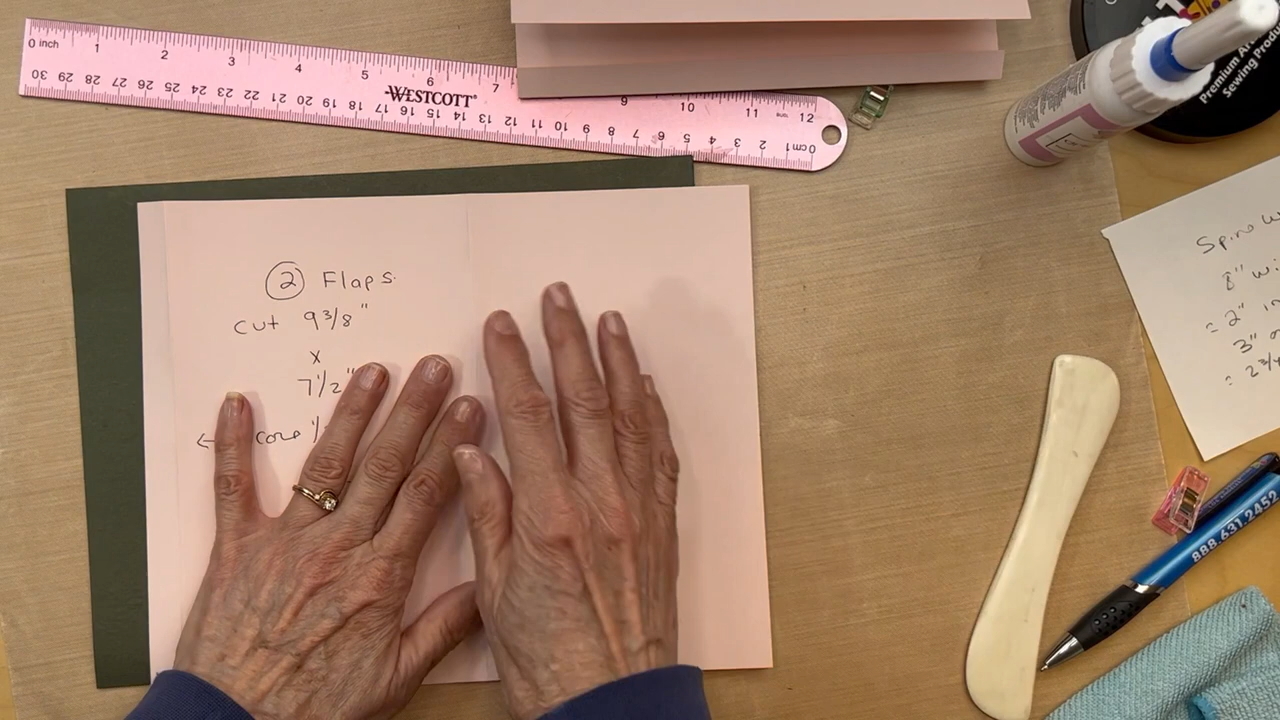 0 inch 1 2 3 4 5 6 7 9 10 11 12
30 29 28 27 26 25 24 23 22 21 20 19 18 17 16 15 14 13 12 11 10 9 8 7 6 5 4 3 2 1 cm 0
WESTCOTT
② Flaps
cut 9 3/8"
x
7 1/2"
←
Spine W
8" wi
= 2"
3"
= 2 3/4
888.631.2452
Premium
Sewing Produ